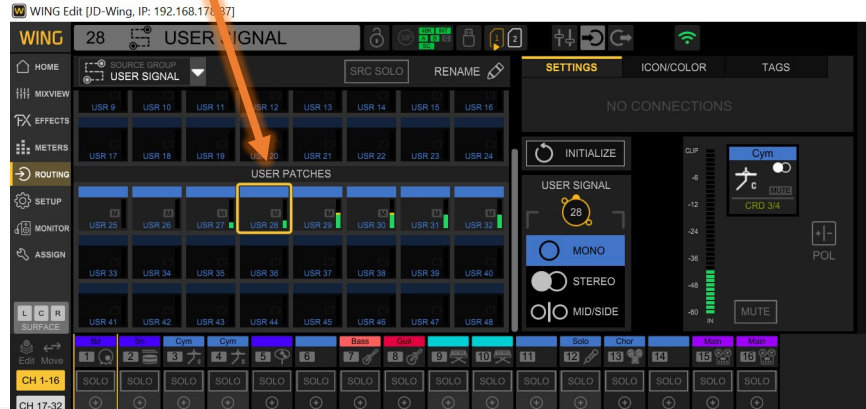 WING Edit [JD-Wing, IP: 192.168.178.87]
WING 28 USER SIGNAL 48K INT A B C SC 1 2
HOME
MIXVIEW
EFFECTS
METERS
ROUTING
SETUP
MONITOR
ASSIGN
L C R
SURFACE
Edit Move
CH 1-16
CH 17-32
SOURCE GROUP
USER SIGNAL
SRC SOLO RENAME
USR 9 USR 10 USR 11 USR 12 USR 13 USR 14 USR 15 USR 16
USR 17 USR 18 USR 19 USR 20 USR 21 USR 22 USR 23 USR 24
USER PATCHES
M M M M M M M M
USR 25 USR 26 USR 27 USR 28 USR 29 USR 30 USR 31 USR 32
USR 33 USR 34 USR 35 USR 36 USR 37 USR 38 USR 39 USR 40
USR 41 USR 42 USR 43 USR 44 USR 45 USR 46 USR 47 USR 48
SETTINGS ICON/COLOR TAGS
NO CONNECTIONS
INITIALIZE
USER SIGNAL
28
MONO
STEREO
MID/SIDE
CLIP
-6
-12
-24
-36
-48
-60
IN
Cym
C
MUTE
CRD 3/4
+ -
POL
MUTE
Bd Sn Cym Cym Bass Guit Solo Chor Main Main
1 2 3 4 5 6 7 8 9 10 11 12 13 14 15 16
SOLO SOLO SOLO SOLO SOLO SOLO SOLO SOLO SOLO SOLO SOLO SOLO SOLO SOLO SOLO SOLO